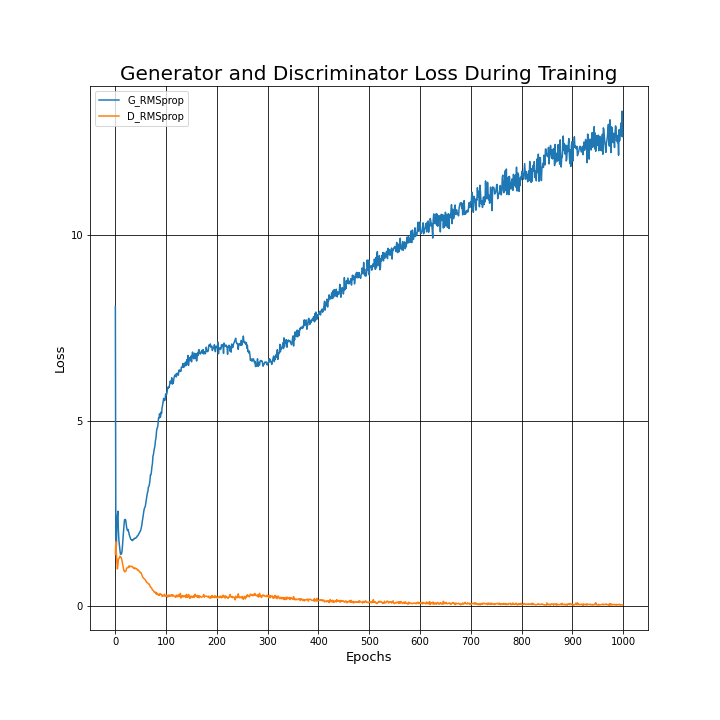 Generator and Discriminator Loss During Training
G_RMSprop
D_RMSprop
10
5
0
Loss
0 100 200 300 400 500 600 700 800 900 1000
Epochs